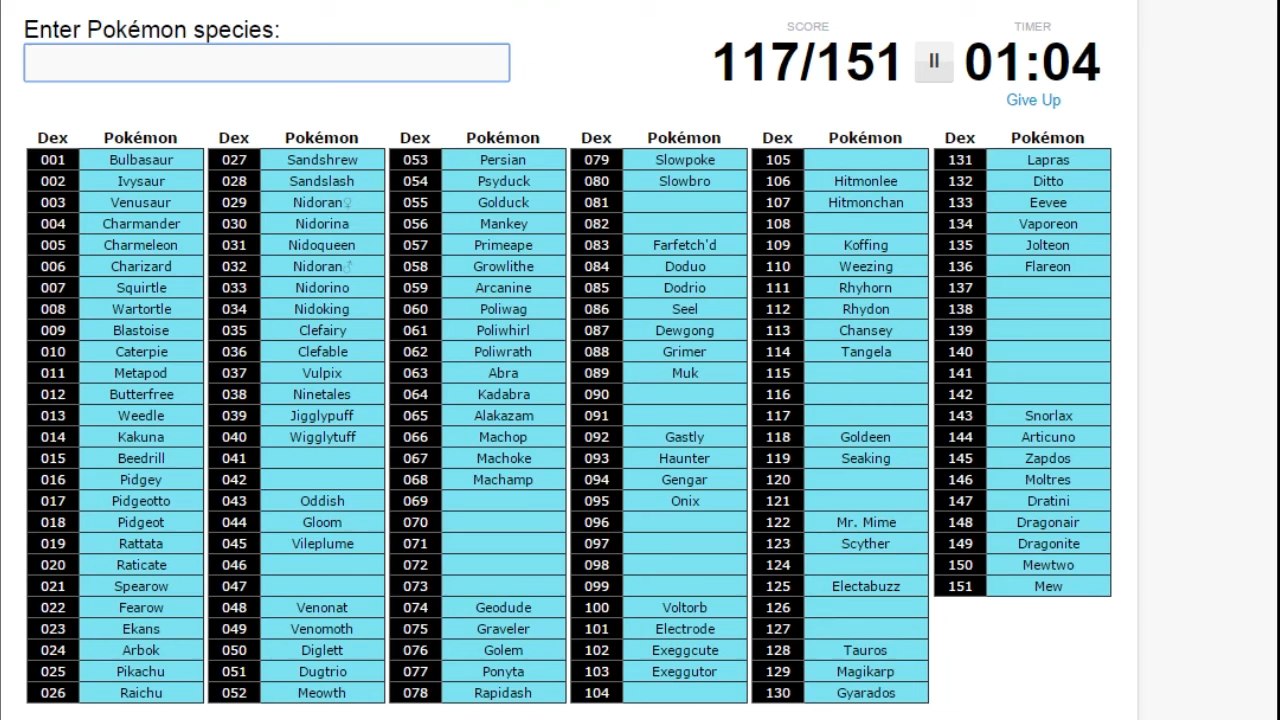 Enter Pokémon species:
SCORE TIMER
117/151 II 01:04
Give Up
Dex Pokémon Dex Pokémon Dex Pokémon Dex Pokémon Dex Pokémon Dex Pokémon
001 Bulbasaur 027 Sandshrew 053 Persian 079 Slowpoke 105 131 Lapras
002 Ivysaur 028 Sandslash 054 Psyduck 080 Slowbro 106 Hitmonlee 132 Ditto
003 Venusaur 029 Nidoran♀ 055 Golduck 081 107 Hitmonchan 133 Eevee
004 Charmander 030 Nidorina 056 Mankey 082 108 134 Vaporeon
005 Charmeleon 031 Nidoqueen 057 Primeape 083 Farfetch'd 109 Koffing 135 Jolteon
006 Charizard 032 Nidoran♂ 058 Growlithe 084 Doduo 110 Weezing 136 Flareon
007 Squirtle 033 Nidorino 059 Arcanine 085 Dodrio 111 Rhyhorn 137
008 Wartortle 034 Nidoking 060 Poliwag 086 Seel 112 Rhydon 138
009 Blastoise 035 Clefairy 061 Poliwhirl 087 Dewgong 113 Chansey 139
010 Caterpie 036 Clefable 062 Poliwrath 088 Grimer 114 Tangela 140
011 Metapod 037 Vulpix 063 Abra 089 Muk 115 141
012 Butterfree 038 Ninetales 064 Kadabra 090 116 142
013 Weedle 039 Jigglypuff 065 Alakazam 091 117 143 Snorlax
014 Kakuna 040 Wigglytuff 066 Machop 092 Gastly 118 Goldeen 144 Articuno
015 Beedrill 041 067 Machoke 093 Haunter 119 Seaking 145 Zapdos
016 Pidgey 042 068 Machamp 094 Gengar 120 146 Moltres
017 Pidgeotto 043 Oddish 069 095 Onix 121 147 Dratini
018 Pidgeot 044 Gloom 070 096 122 Mr. Mime 148 Dragonair
019 Rattata 045 Vileplume 071 097 123 Scyther 149 Dragonite
020 Raticate 046 072 098 124 150 Mewtwo
021 Spearow 047 073 099 125 Electabuzz 151 Mew
022 Fearow 048 Venonat 074 Geodude 100 Voltorb 126
023 Ekans 049 Venomoth 075 Graveler 101 Electrode 127
024 Arbok 050 Diglett 076 Golem 102 Exeggcute 128 Tauros
025 Pikachu 051 Dugtrio 077 Ponyta 103 Exeggutor 129 Magikarp
026 Raichu 052 Meowth 078 Rapidash 104 130 Gyarados